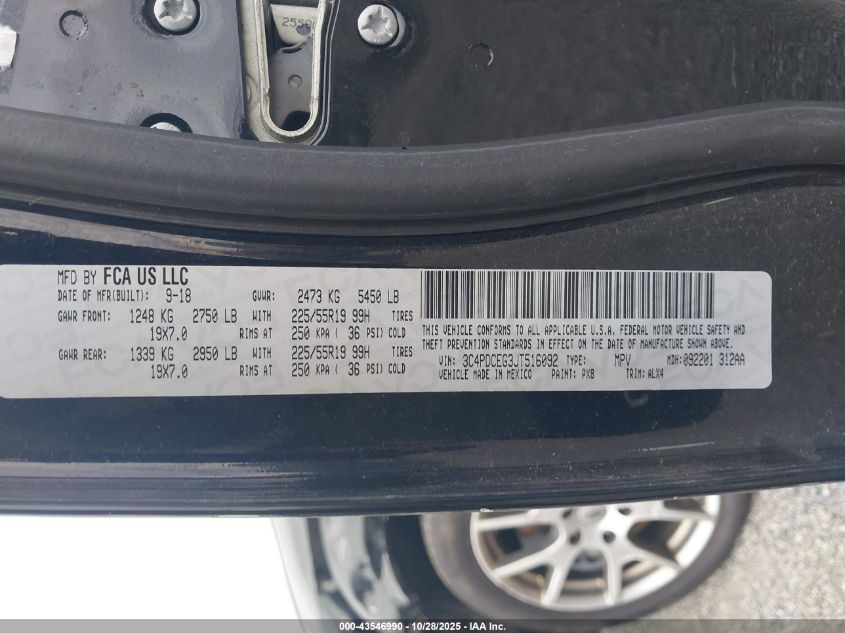 2550
MFD BY FCA US LLC
DATE OF MFR(BUILT): 9-18 GVWR: 2473 KG 5450 LB
GAWR FRONT: 1248 KG 2750 LB WITH 225/55R19 99H TIRES
19X7.0 RIMS AT 250 KPA ( 36 PSI) COLD
GAWR REAR: 1339 KG 2950 LB WITH 225/55R19 99H TIRES
19X7.0 RIMS AT 250 KPA ( 36 PSI) COLD
THIS VEHICLE CONFORMS TO ALL APPLICABLE U.S.A. FEDERAL MOTOR VEHICLE SAFETY AND
THEFT PREVENTION STANDARDS IN EFFECT ON THE DATE OF MANUFACTURE SHOWN ABOVE.
VIN: 3C4PDCEG3JT516092 TYPE: MPV MDH:092201 312AA
VEHICLE MADE IN MEXICO PAINT: PXB TRIM: ALX4
000-43546990 - 10/28/2025 - IAA, Inc.